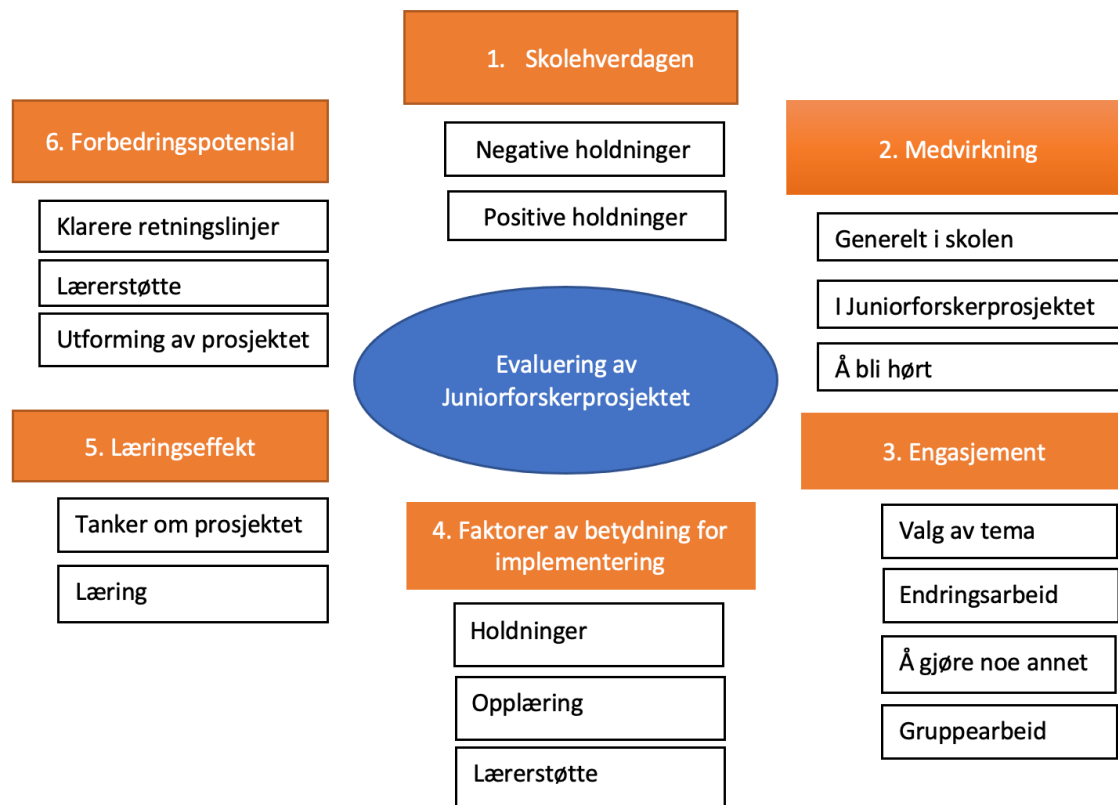 1. Skolehverdagen
Negative holdninger
Positive holdninger
2. Medvirkning
Generelt i skolen
I Juniorforskerprosjektet
Å bli hørt
3. Engasjement
Valg av tema
Endringsarbeid
Å gjøre noe annet
Gruppearbeid
4. Faktorer av betydning for
implementering
Holdninger
Opplæring
Lærerstøtte
5. Læringseffekt
Tanker om prosjektet
Læring
6. Forbedringspotensial
Klarere retningslinjer
Lærerstøtte
Utforming av prosjektet
Evaluering av
Juniorforskerprosjektet